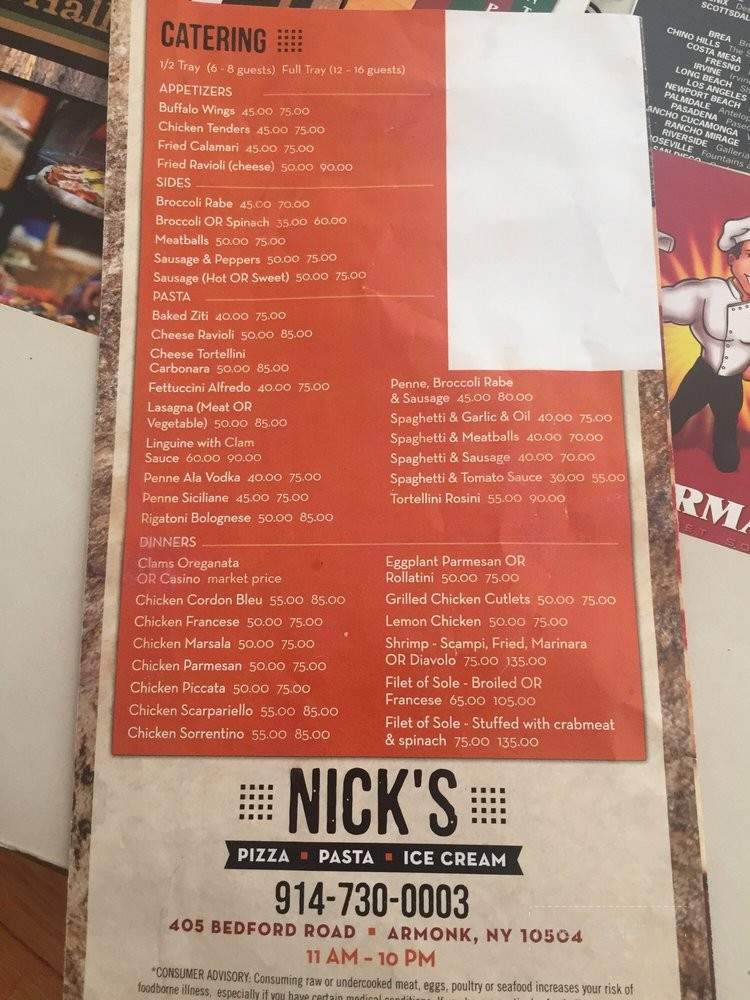 CATERING
1/2 Tray (6 - 8 guests) Full Tray (12 - 16 guests)
APPETIZERS
Buffalo Wings 45.00 75.00
Chicken Tenders 45.00 75.00
Fried Calamari 45.00 75.00
Fried Ravioli (cheese) 50.00 90.00
SIDES
Broccoli Rabe 45.00 70.00
Broccoli OR Spinach 35.00 60.00
Meatballs 50.00 75.00
Sausage & Peppers 50.00 75.00
Sausage (Hot OR Sweet) 50.00 75.00
PASTA
Baked Ziti 40.00 75.00
Cheese Ravioli 50.00 85.00
Cheese Tortellini
Carbonara 50.00 85.00
Fettuccini Alfredo 40.00 75.00
Lasagna (Meat OR
Vegetable) 50.00 85.00
Linguine with Clam
Sauce 60.00 90.00
Penne Ala Vodka 40.00 75.00
Penne Siciliane 45.00 75.00
Rigatoni Bolognese 50.00 85.00
Penne, Broccoli Rabe
& Sausage 45.00 80.00
Spaghetti & Garlic & Oil 40.00 75.00
Spaghetti & Meatballs 40.00 70.00
Spaghetti & Sausage 40.00 70.00
Spaghetti & Tomato Sauce 30.00 55.00
Tortellini Rosini 55.00 90.00
DINNERS
Clams Oreganata
OR Casino market price
Chicken Cordon Bleu 55.00 85.00
Chicken Francese 50.00 75.00
Chicken Marsala 50.00 75.00
Chicken Parmesan 50.00 75.00
Chicken Piccata 50.00 75.00
Chicken Scarpariello 55.00 85.00
Chicken Sorrentino 55.00 85.00
Eggplant Parmesan OR
Rollatini 50.00 75.00
Grilled Chicken Cutlets 50.00 75.00
Lemon Chicken 50.00 75.00
Shrimp - Scampi, Fried, Marinara
OR Diavolo 75.00 135.00
Filet of Sole - Broiled OR
Francese 65.00 105.00
Filet of Sole - Stuffed with crabmeat
& spinach 75.00 135.00
NICK'S
PIZZA PASTA ICE CREAM
914-730-0003
405 BEDFORD ROAD ARMONK, NY 10504
11 AM - 10 PM
*CONSUMER ADVISORY: Consuming raw or undercooked meat, eggs, poultry or seafood increases your risk of
foodborne illness, especially if you have certain medical
SCOTTSDAL
BREA
CHINO HILLS The
COSTA MESA
FRESNO
IRVINE
LONG BEACH
LOS ANGELES
NEWPORT BEACH
PALMDALE Antelo
PASADENA Pase
ANCHO CUCAMONGA
RANCHO MIRAGE
RIVERSIDE Galleri
OSEVILLE Fountains
SAN DIEGO
RMA